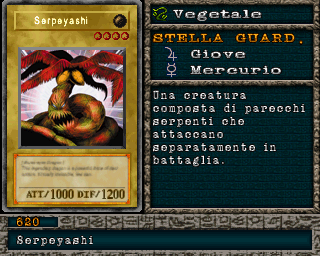 Serpeyashi
ATT/1000 DIF/1200
Vegetale
STELLA GUARD.
Giove
Mercurio
Una creatura
composta di parecchi
serpenti che
attaccano
separatamente in
battaglia.
620
Serpeyashi